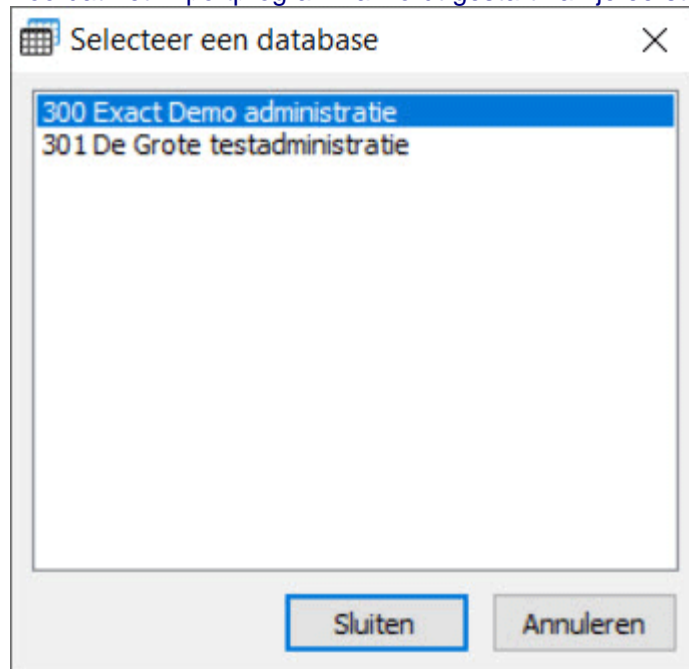 Selecteer een database
300 Exact Demo administratie
301 De Grote testadministratie
Sluiten
Annuleren